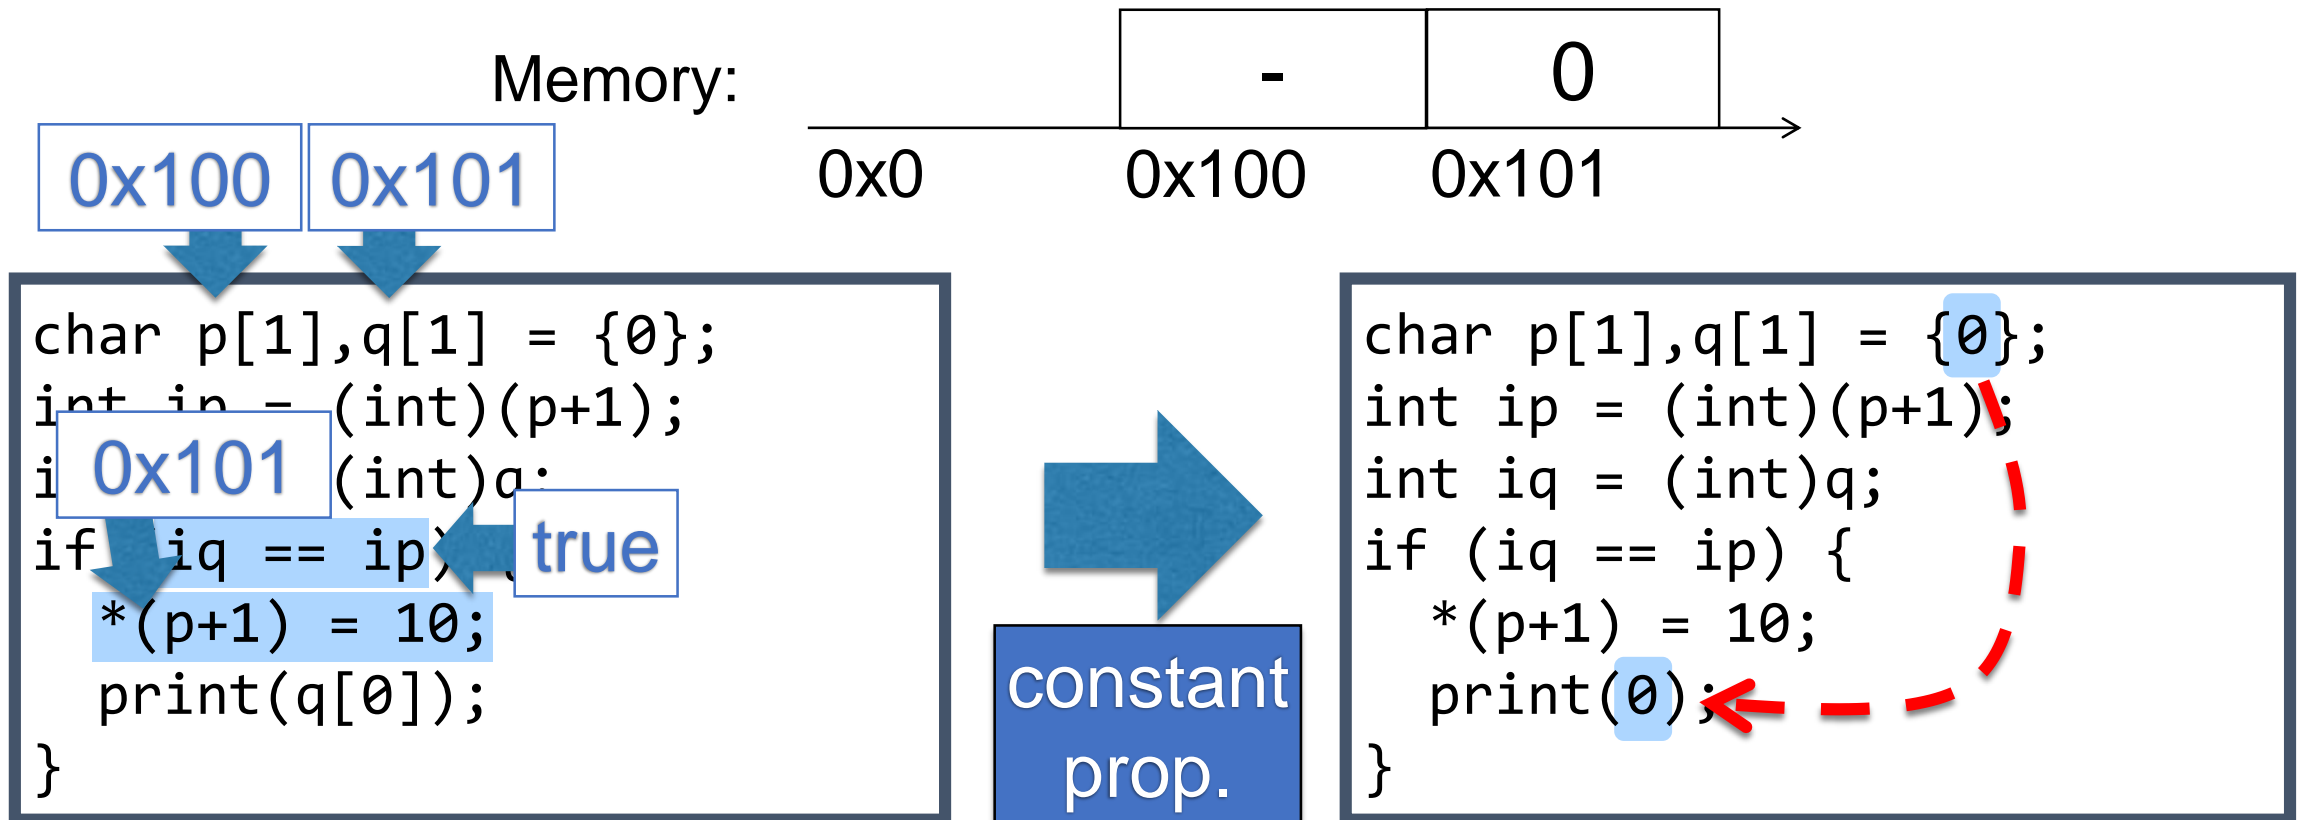 Memory:
- 0
0x0 0x100 0x101
0x100 0x101
char p[1],q[1] = {0};
int ip = (int)(p+1);
0x101
(int)q;
true
if iq == ip) {
*(p+1) = 10;
print(q[0]);
}
constant
prop.
char p[1],q[1] = {0};
int ip = (int)(p+1);
int iq = (int)q;
if (iq == ip) {
*(p+1) = 10;
print(0);
}